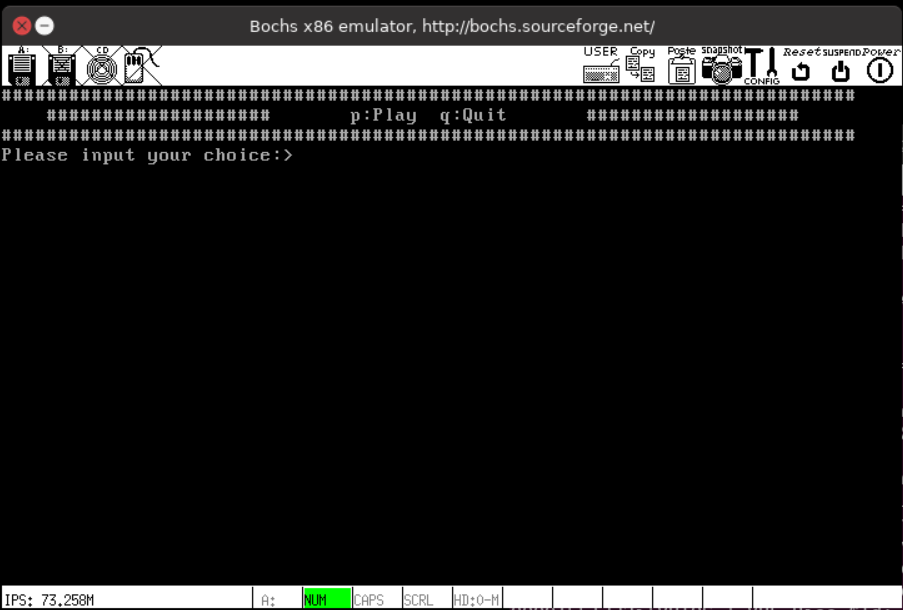 Bochs x86 emulator, http://bochs.sourceforge.net/
A: B: CD USER Copy Paste snapshot CONFIG Reset SUSPEND Power
############################################################################
#################### p:Play q:Quit ###################
############################################################################
Please input your choice:>
IPS: 73.258M A: NUM CAPS SCRL HD:0-M